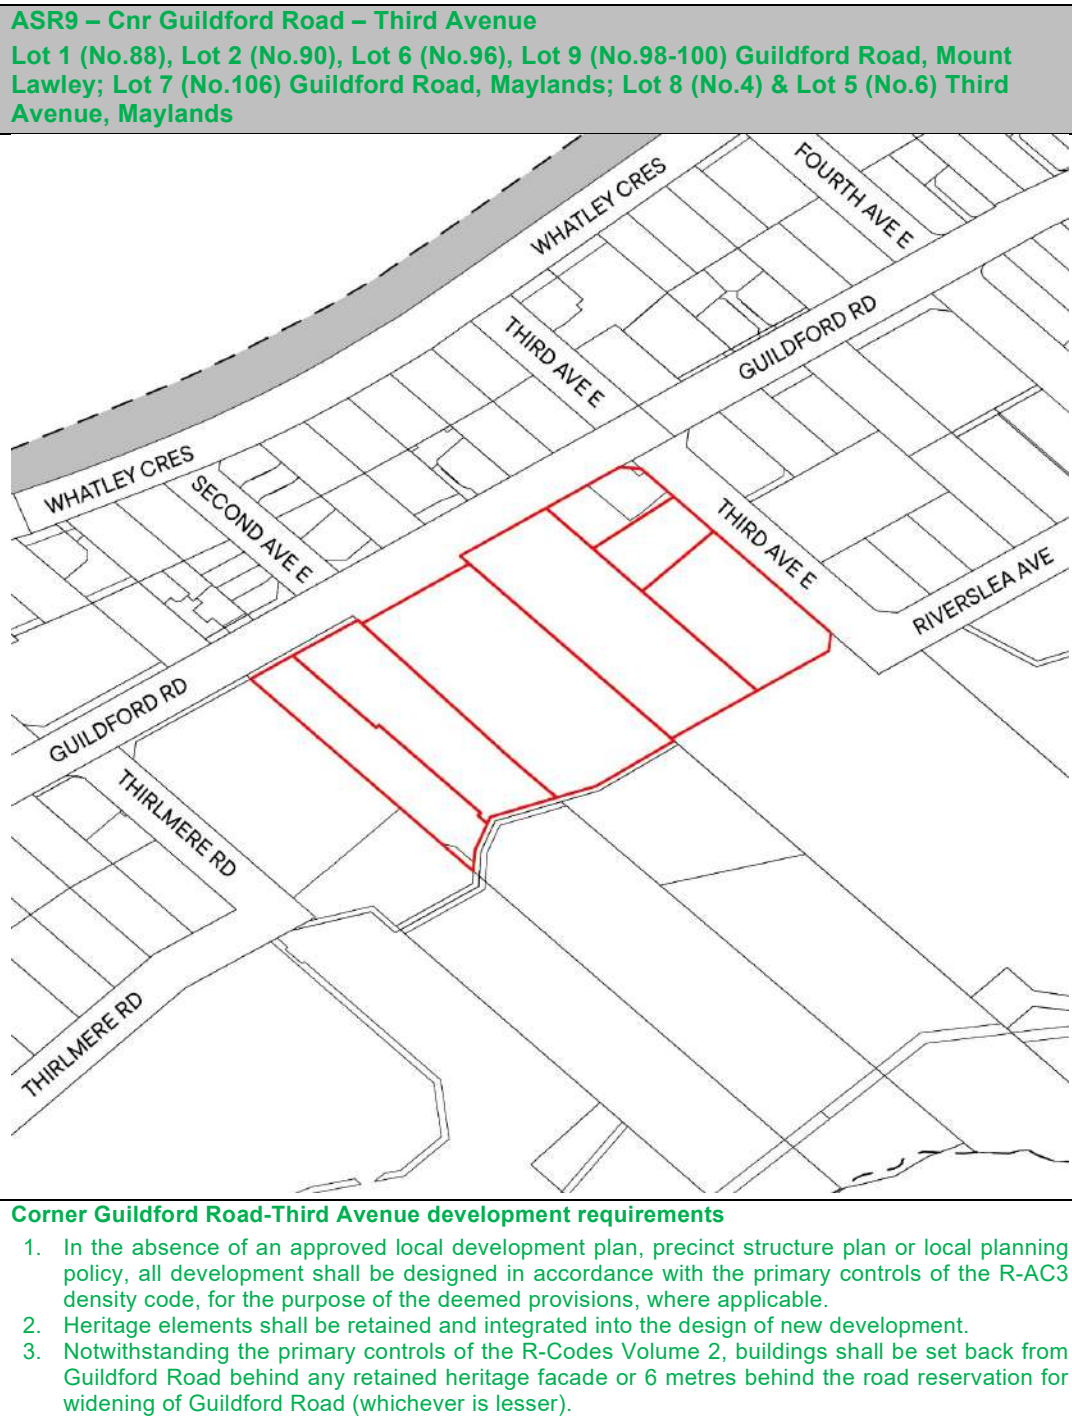 ASR9 – Cnr Guildford Road – Third Avenue
Lot 1 (No.88), Lot 2 (No.90), Lot 6 (No.96), Lot 9 (No.98-100) Guildford Road, Mount
Lawley; Lot 7 (No.106) Guildford Road, Maylands; Lot 8 (No.4) & Lot 5 (No.6) Third
Avenue, Maylands
WHATLEY CRES
FOURTH AVE E
THIRD AVE E
GUILDFORD RD
WHATLEY CRES
SECOND AVE E
THIRD AVE E
RIVERSLEA AVE
GUILDFORD RD
THIRLMERE RD
THIRLMERE RD
Corner Guildford Road-Third Avenue development requirements
1. In the absence of an approved local development plan, precinct structure plan or local planning
policy, all development shall be designed in accordance with the primary controls of the R-AC3
density code, for the purpose of the deemed provisions, where applicable.
2. Heritage elements shall be retained and integrated into the design of new development.
3. Notwithstanding the primary controls of the R-Codes Volume 2, buildings shall be set back from
Guildford Road behind any retained heritage facade or 6 metres behind the road reservation for
widening of Guildford Road (whichever is lesser).